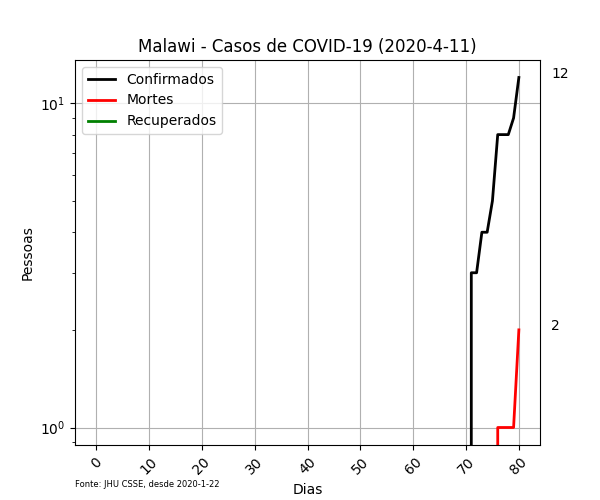 Malawi - Casos de COVID-19 (2020-4-11)
Confirmados
Mortes
Recuperados
12
2
10¹
10⁰
Pessoas
0 10 20 30 40 50 60 70 80
Dias
Fonte: JHU CSSE, desde 2020-1-22